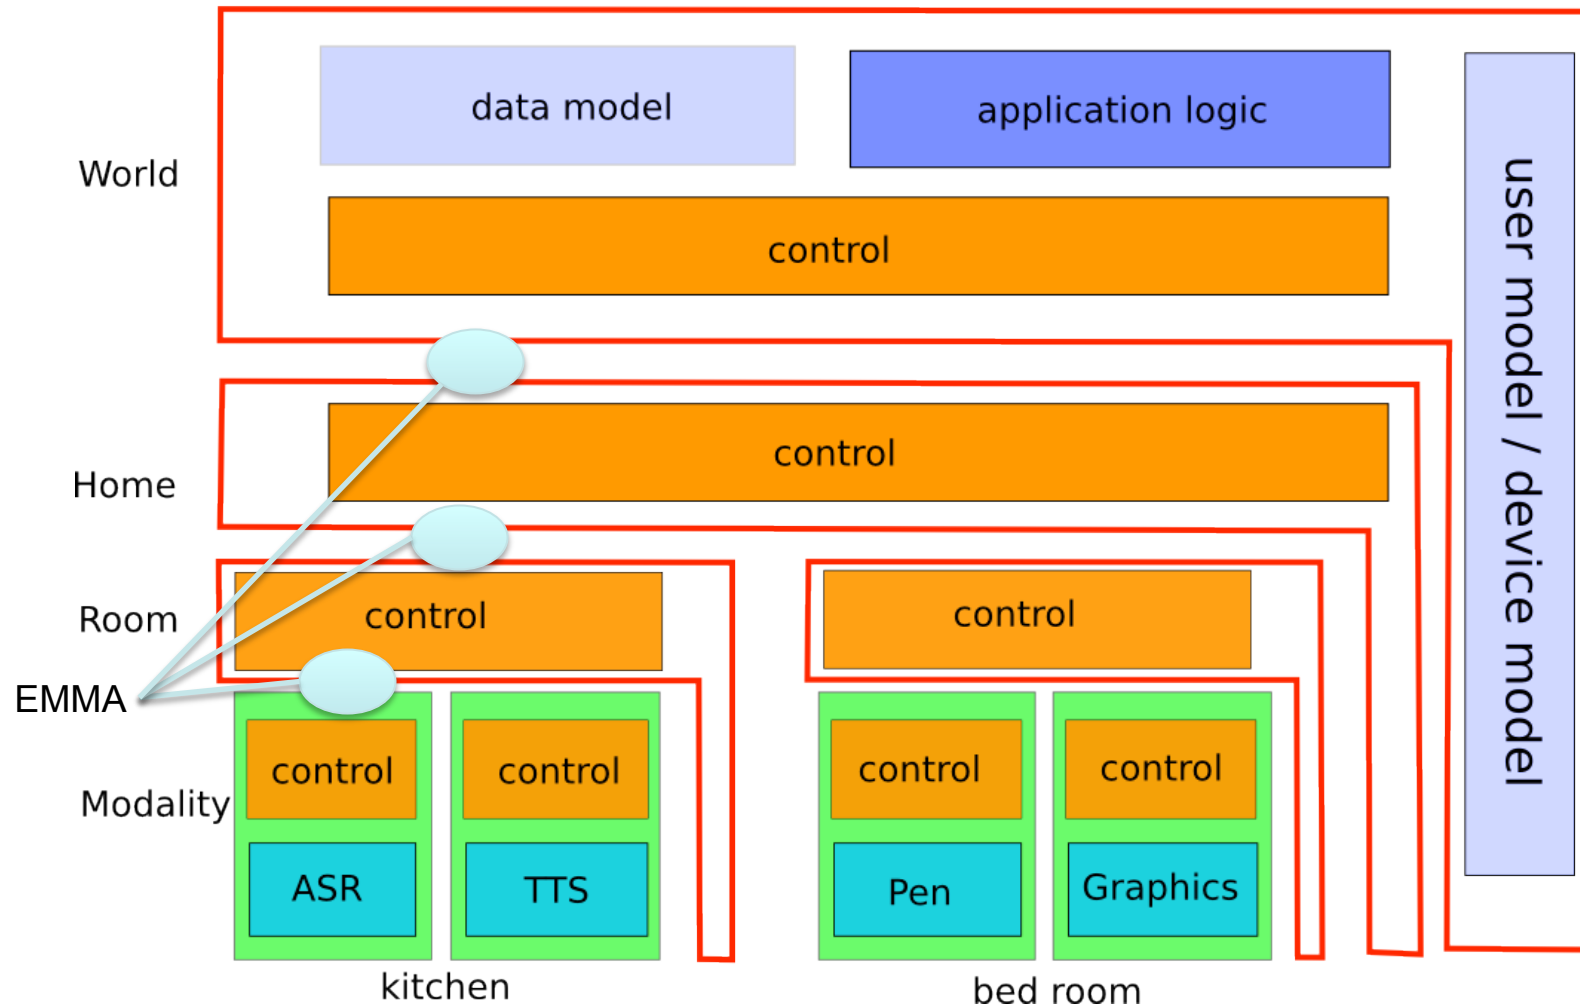 data model
application logic
World
control
user model / device model
control
Home
Room
control
control
EMMA
control
control
control
control
Modality
ASR
TTS
Pen
Graphics
kitchen
bed room